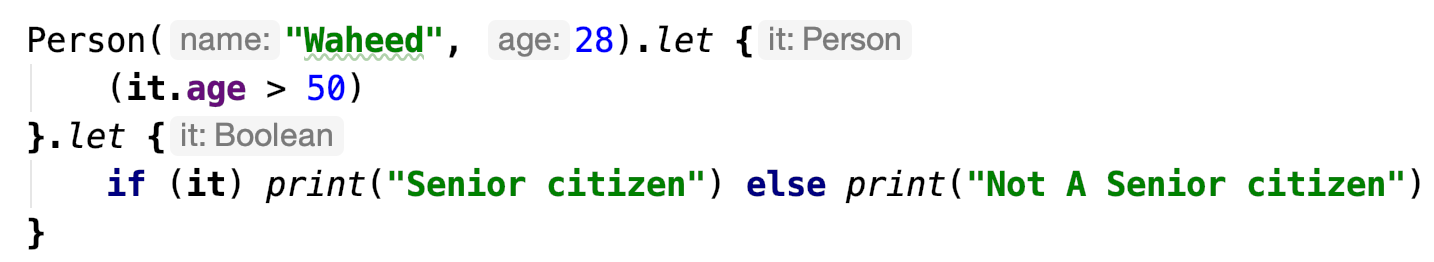 Person( name: "Waheed", age: 28).let { it: Person
(it.age > 50)
}.let { it: Boolean
if (it) print("Senior citizen") else print("Not A Senior citizen")
}